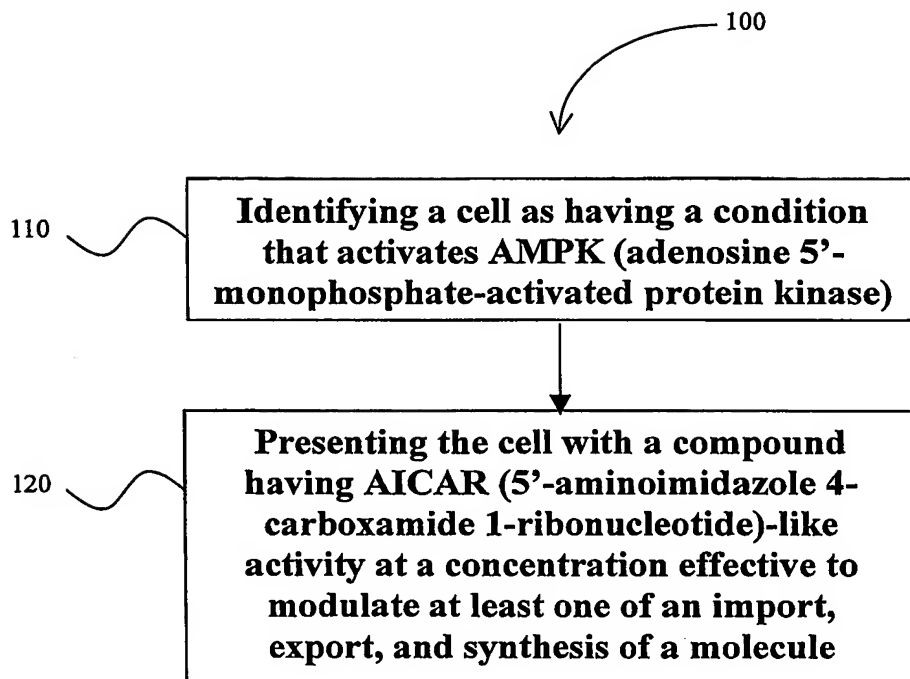 100
110
Identifying a cell as having a condition
that activates AMPK (adenosine 5'-
monophosphate-activated protein kinase)
120
Presenting the cell with a compound
having AICAR (5'-aminoimidazole 4-
carboxamide 1-ribonucleotide)-like
activity at a concentration effective to
modulate at least one of an import,
export, and synthesis of a molecule